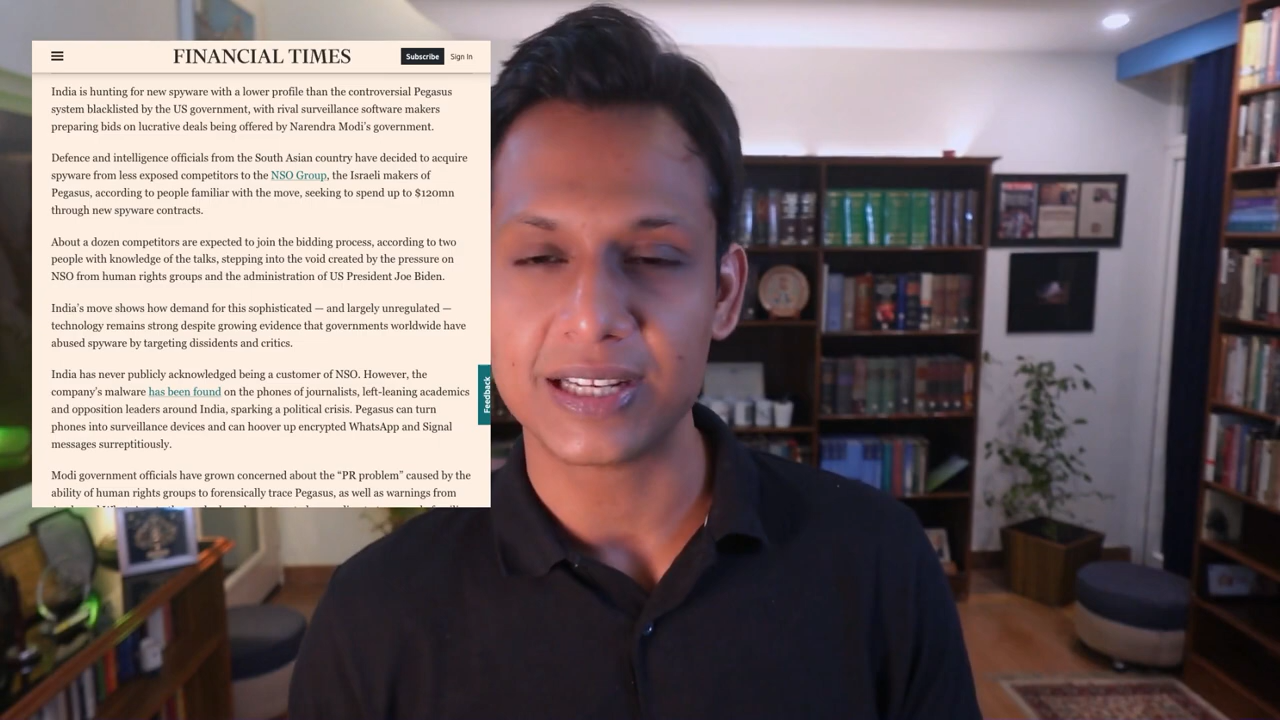 FINANCIAL TIMES
Subscribe
Sign In
India is hunting for new spyware with a lower profile than the controversial Pegasus
system blacklisted by the US government, with rival surveillance software makers
preparing bids on lucrative deals being offered by Narendra Modi’s government.
Defence and intelligence officials from the South Asian country have decided to acquire
spyware from less exposed competitors to the NSO Group, the Israeli makers of
Pegasus, according to people familiar with the move, seeking to spend up to $120mn
through new spyware contracts.
About a dozen competitors are expected to join the bidding process, according to two
people with knowledge of the talks, stepping into the void created by the pressure on
NSO from human rights groups and the administration of US President Joe Biden.
India’s move shows how demand for this sophisticated — and largely unregulated —
technology remains strong despite growing evidence that governments worldwide have
abused spyware by targeting dissidents and critics.
India has never publicly acknowledged being a customer of NSO. However, the
company’s malware has been found on the phones of journalists, left-leaning academics
and opposition leaders around India, sparking a political crisis. Pegasus can turn
phones into surveillance devices and can hoover up encrypted WhatsApp and Signal
messages surreptitiously.
Modi government officials have grown concerned about the “PR problem” caused by the
ability of human rights groups to forensically trace Pegasus, as well as warnings from
Feedback